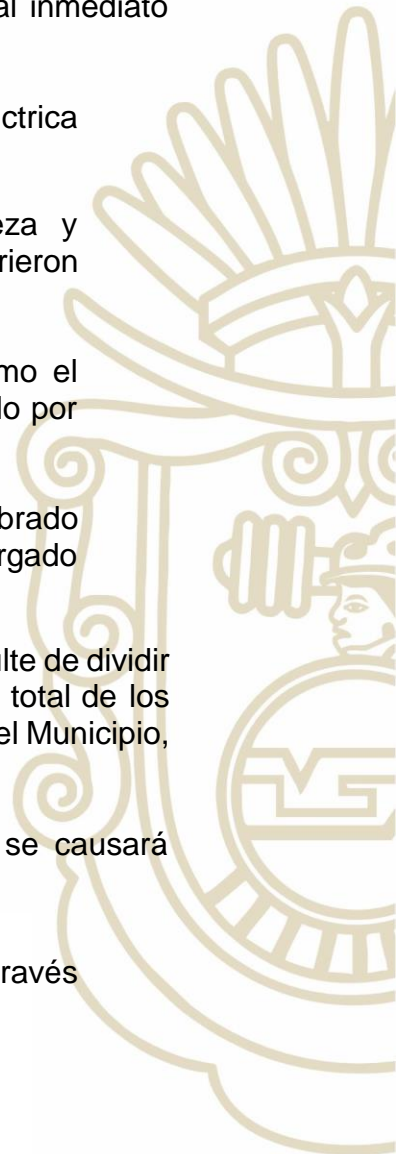 al inmediato
ctrica
eza y
rieron
mo el
lo por
brado
rgado
ulte de dividir
total de los
el Municipio,
se causará
ravés